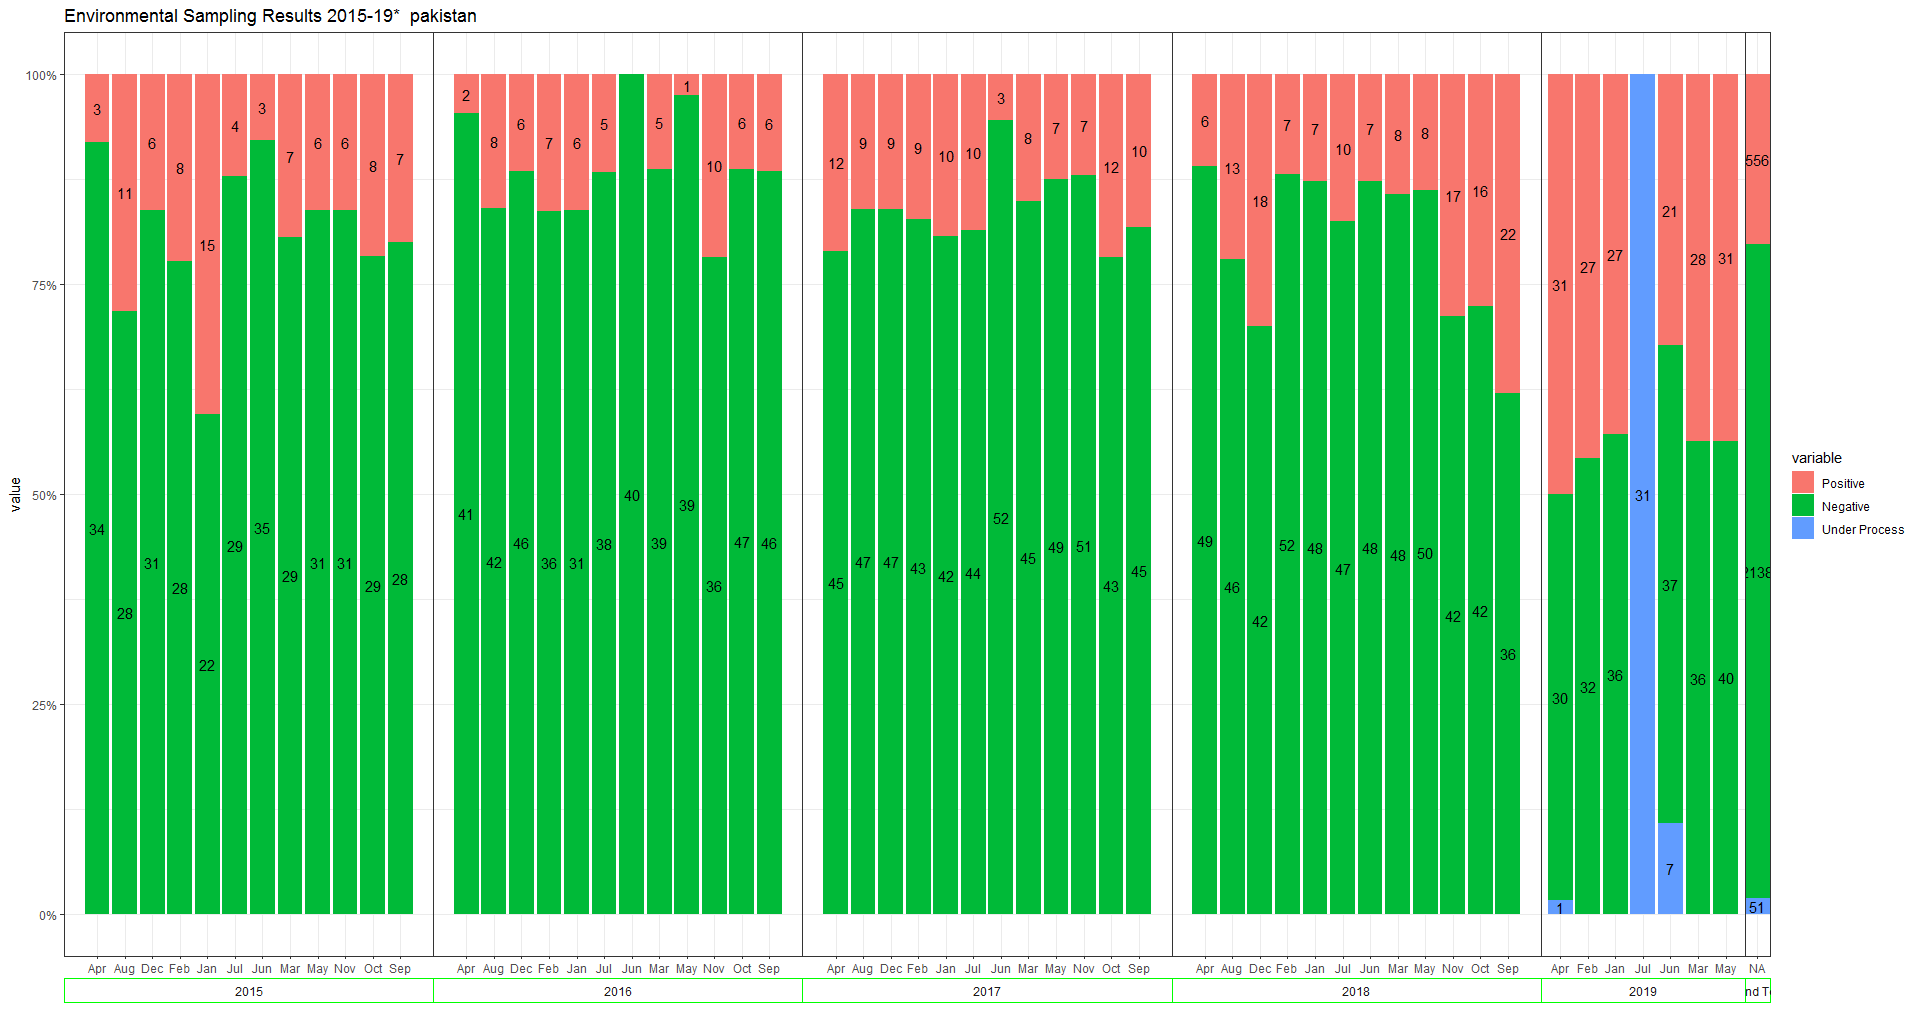 Environmental Sampling Results 2015-19*  pakistan
value
100%
75%
50%
25%
0%
3 11 6 8 15 4 3 7 6 6 8 7
34 28 31 28 22 29 35 29 31 31 29 28
2 8 6 7 6 5 5 1 10 6 6
41 42 46 36 31 38 40 39 39 36 47 46
12 9 9 9 10 10 3 8 7 7 12 10
45 47 47 43 42 44 52 45 49 51 43 45
6 13 18 7 7 10 7 8 8 17 16 22
49 46 42 52 48 47 48 48 50 42 42 36
31 27 27 21 28 31
30 32 36 31 37 36 40
1 7
556
2138
51
Apr Aug Dec Feb Jan Jul Jun Mar May Nov Oct Sep
Apr Aug Dec Feb Jan Jul Jun Mar May Nov Oct Sep
Apr Aug Dec Feb Jan Jul Jun Mar May Nov Oct Sep
Apr Aug Dec Feb Jan Jul Jun Mar May Nov Oct Sep
Apr Feb Jan Jul Jun Mar May
NA
2015
2016
2017
2018
2019
nd T
variable
Positive
Negative
Under Process